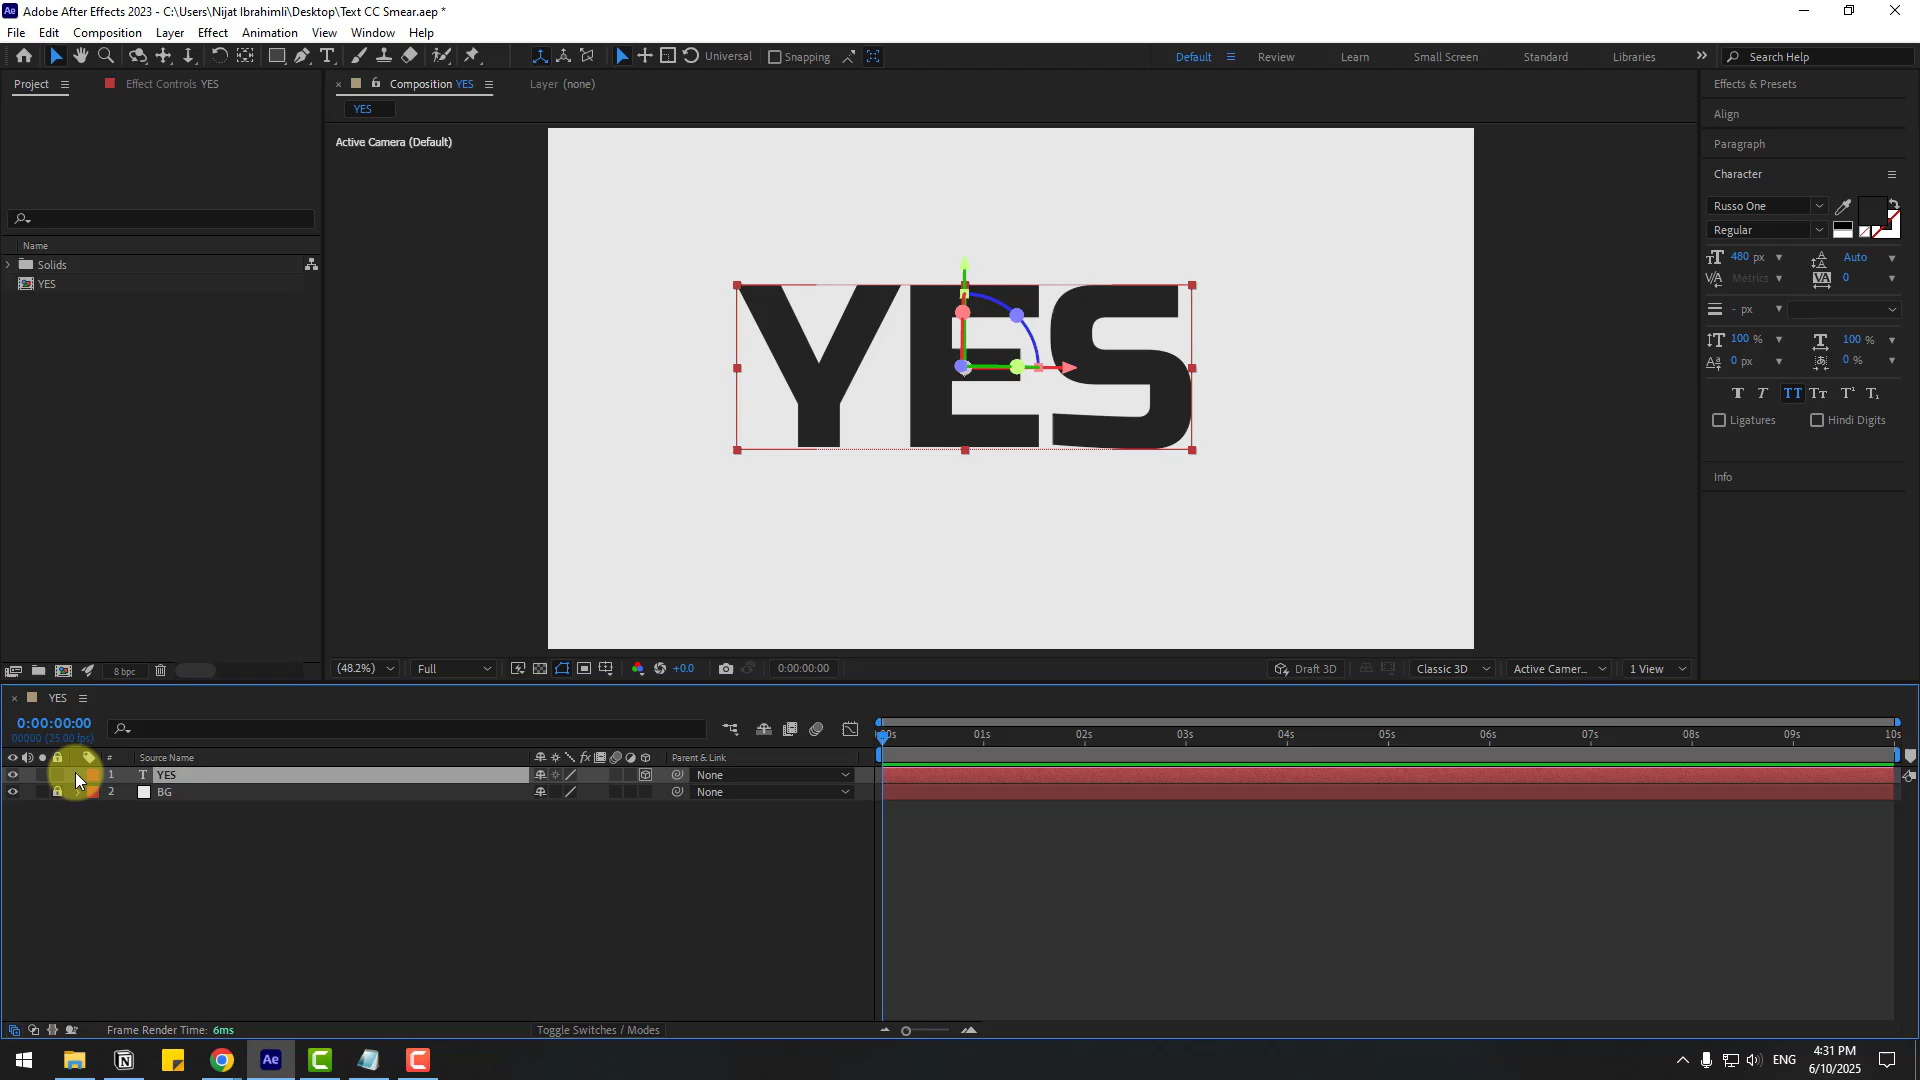 Adobe After Effects 2023 - C:\Users\Nijat Ibrahimli\Desktop\Text CC Smear.aep *
File Edit Composition Layer Effect Animation View Window Help
Universal Snapping Default Review Learn Small Screen Standard Libraries Search Help
Project Effect Controls YES Composition YES Layer (none) Effects & Presets
YES
Align
Active Camera (Default)
Paragraph
Character
Russo One
Regular
Name
Solids
YES
480 px Auto
Metrics 0
- px
100 % 100 %
0 px 0 %
Ligatures Hindi Digits
Info
YES
8 bpc (48.2%) Full +0.0 0:00:00:00 Draft 3D Classic 3D Active Camer... 1 View
YES
0:00:00:00
00000 (25.00 fps)
00s 01s 02s 03s 04s 05s 06s 07s 08s 09s 10s
# Source Name Parent & Link
1 T YES None
2 BG None
Frame Render Time: 6ms Toggle Switches / Modes
Ae ENG 4:31 PM
6/10/2025